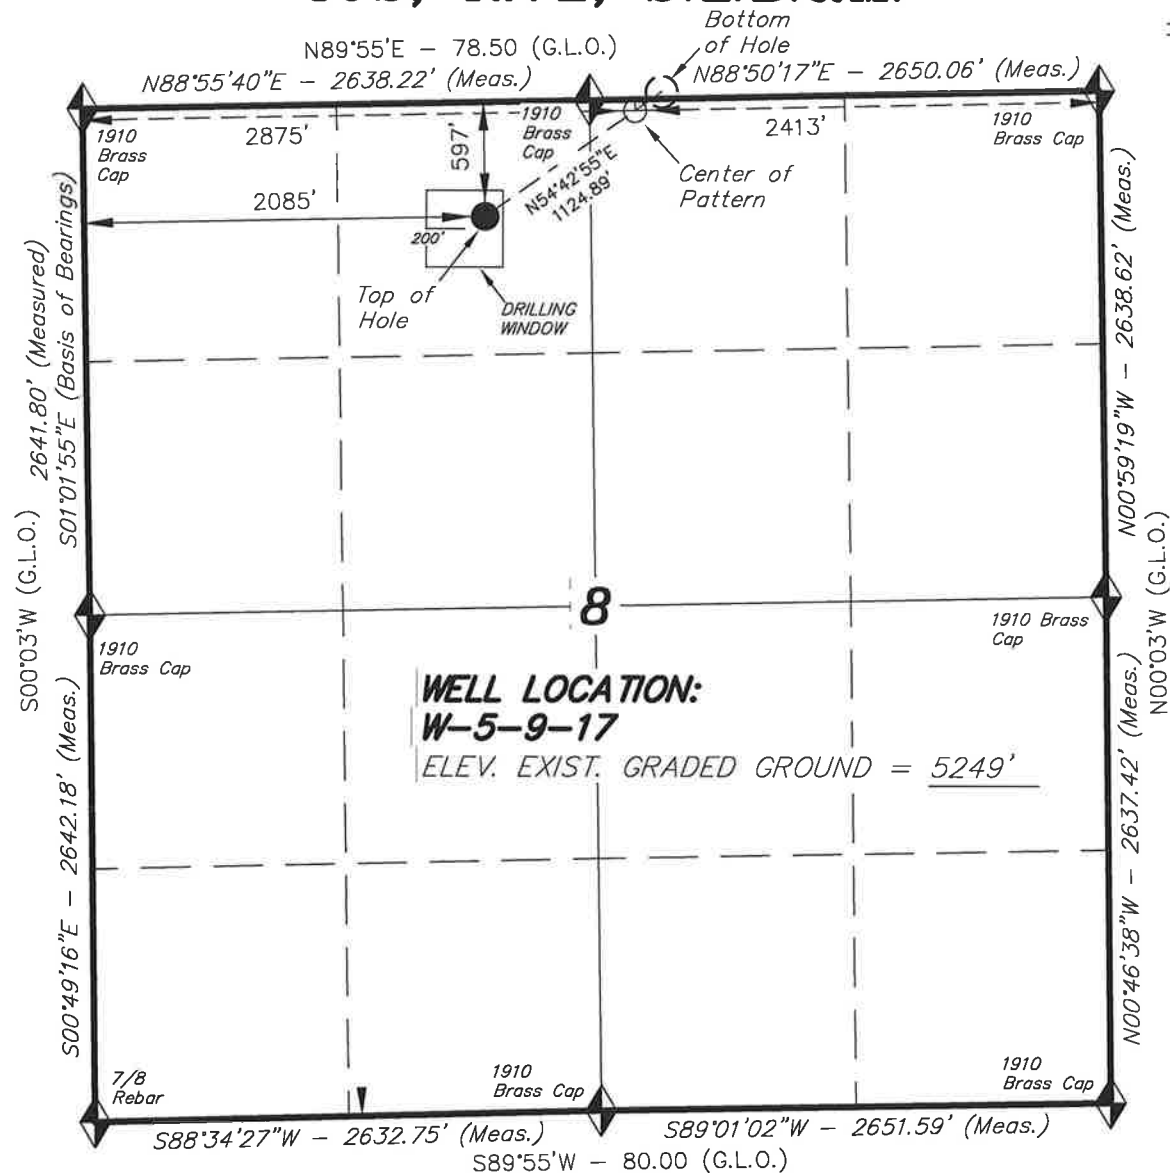 Bottom
of Hole
N89°55'E – 78.50 (G.L.O.)
N88°55'40"E – 2638.22' (Meas.)
N88°50'17"E – 2650.06' (Meas.)
1910
Brass
Cap
2875'
597'
1910
Brass
Cap
2413'
1910
Brass Cap
Center of
Pattern
N54°42'55"E
1124.89'
2085'
200'
Top of
Hole
DRILLING
WINDOW
2641.80' (Measured)
S01°01'55"E (Basis of Bearings)
S00°03'W (G.L.O.)
N00°59'19"W – 2638.62' (Meas.)
N00°03'W (G.L.O.)
8
1910
Brass Cap
1910 Brass
Cap
WELL LOCATION:
W–5–9–17
ELEV. EXIST. GRADED GROUND = 5249'
S00°49'16"E – 2642.18' (Meas.)
N00°46'38"W – 2637.42' (Meas.)
7/8
Rebar
1910
Brass Cap
1910
Brass Cap
S88°34'27"W – 2632.75' (Meas.)
S89°01'02"W – 2651.59' (Meas.)
S89°55'W – 80.00 (G.L.O.)